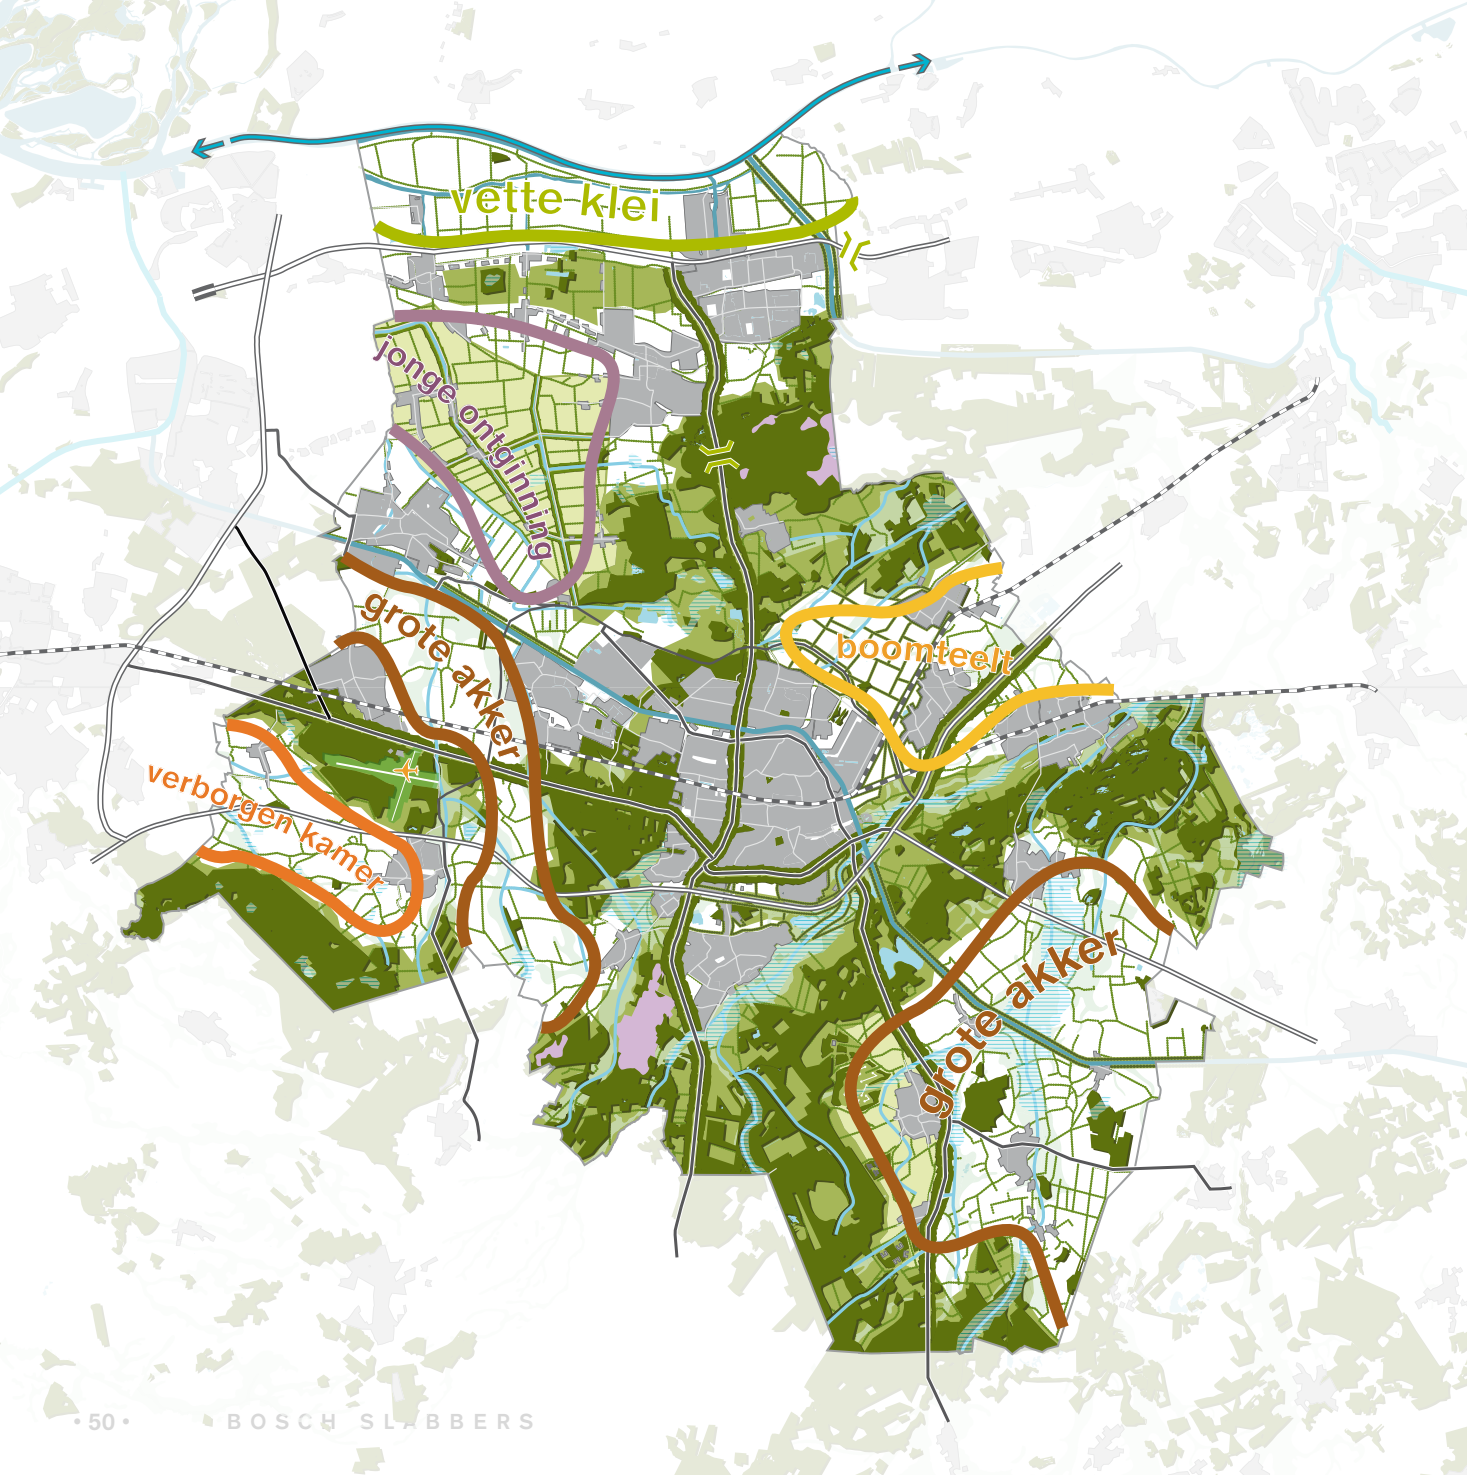 vette klei
jonge ontginning
grote akker
boomteelt
verborgen kamer
grote akker
• 50 •
BOSCH SLABBERS